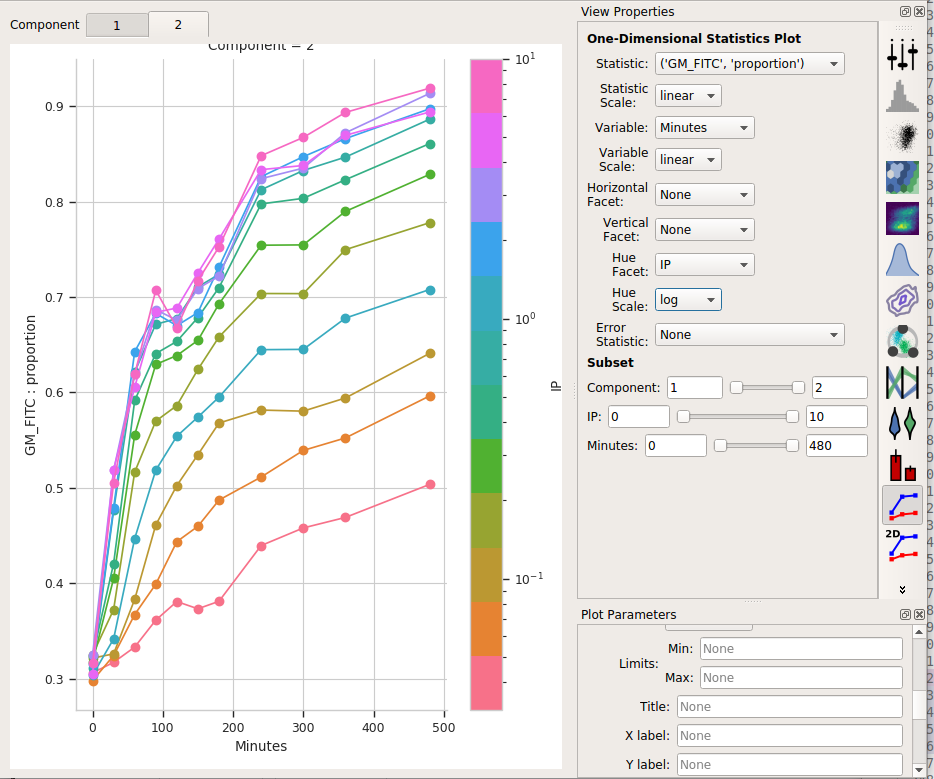 Component
1
2
Component = 2
0.9
0.8
0.7
0.6
0.5
0.4
0.3
GM_FITC : proportion
0
100
200
300
400
500
Minutes
10¹
10⁰
10⁻¹
IP
View Properties
One-Dimensional Statistics Plot
Statistic: ('GM_FITC', 'proportion')
Statistic
Scale: linear
Variable: Minutes
Variable
Scale: linear
Horizontal
Facet: None
Vertical
Facet: None
Hue
Facet: IP
Hue
Scale: log
Error
Statistic: None
Subset
Component: 1 2
IP: 0 10
Minutes: 0 480
2D
Plot Parameters
Limits:
Min: None
Max: None
Title: None
X label: None
Y label: None